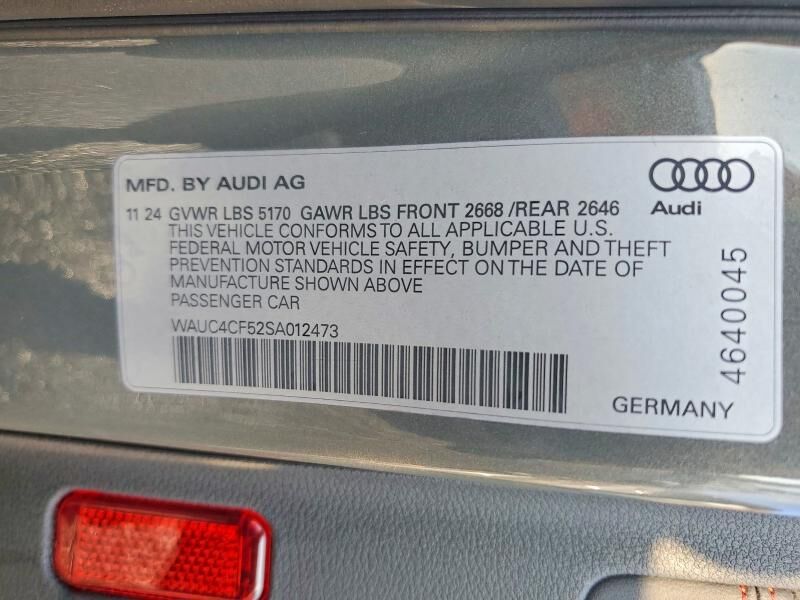 MFD. BY AUDI AG
Audi
11 24 GVWR LBS 5170 GAWR LBS FRONT 2668 /REAR 2646
THIS VEHICLE CONFORMS TO ALL APPLICABLE U.S.
FEDERAL MOTOR VEHICLE SAFETY, BUMPER AND THEFT
PREVENTION STANDARDS IN EFFECT ON THE DATE OF
MANUFACTURE SHOWN ABOVE
PASSENGER CAR
WAUC4CF52SA012473
4640045
GERMANY